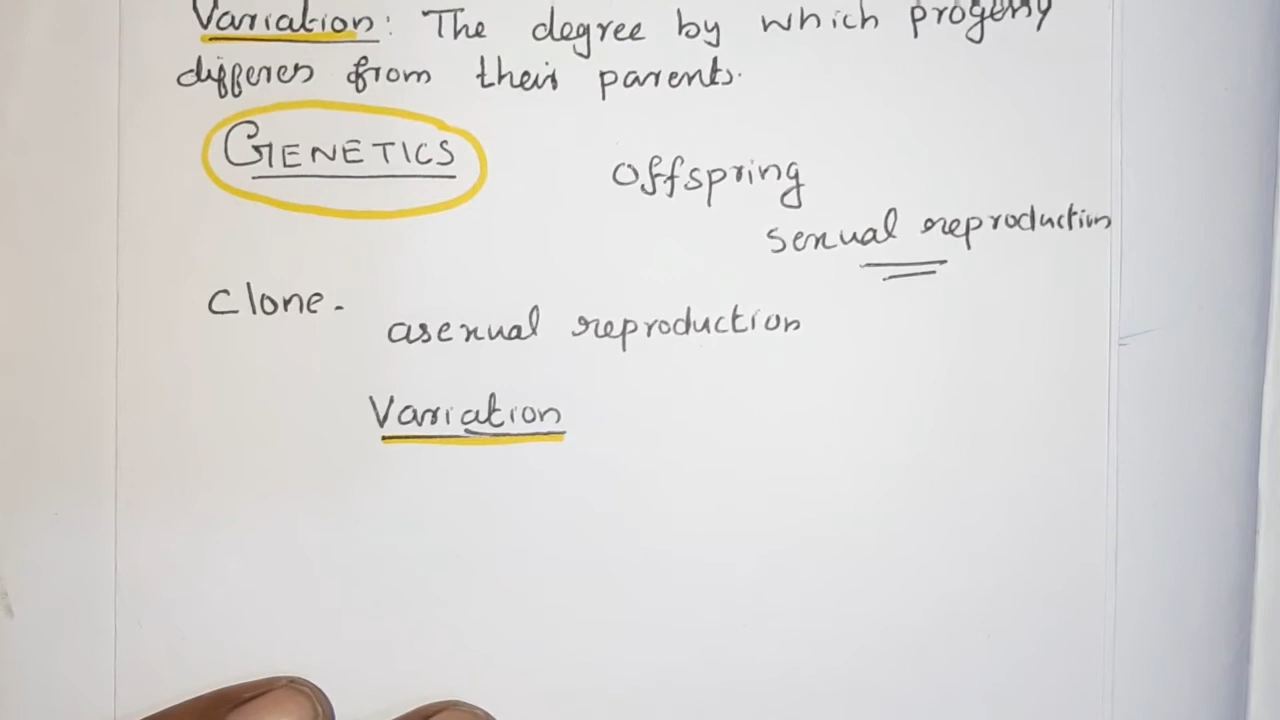 Variation: The degree by which progeny
differes from their parents.
GENETICS
Offspring
sexual reproduction
Clone.
asexual reproduction
Variation